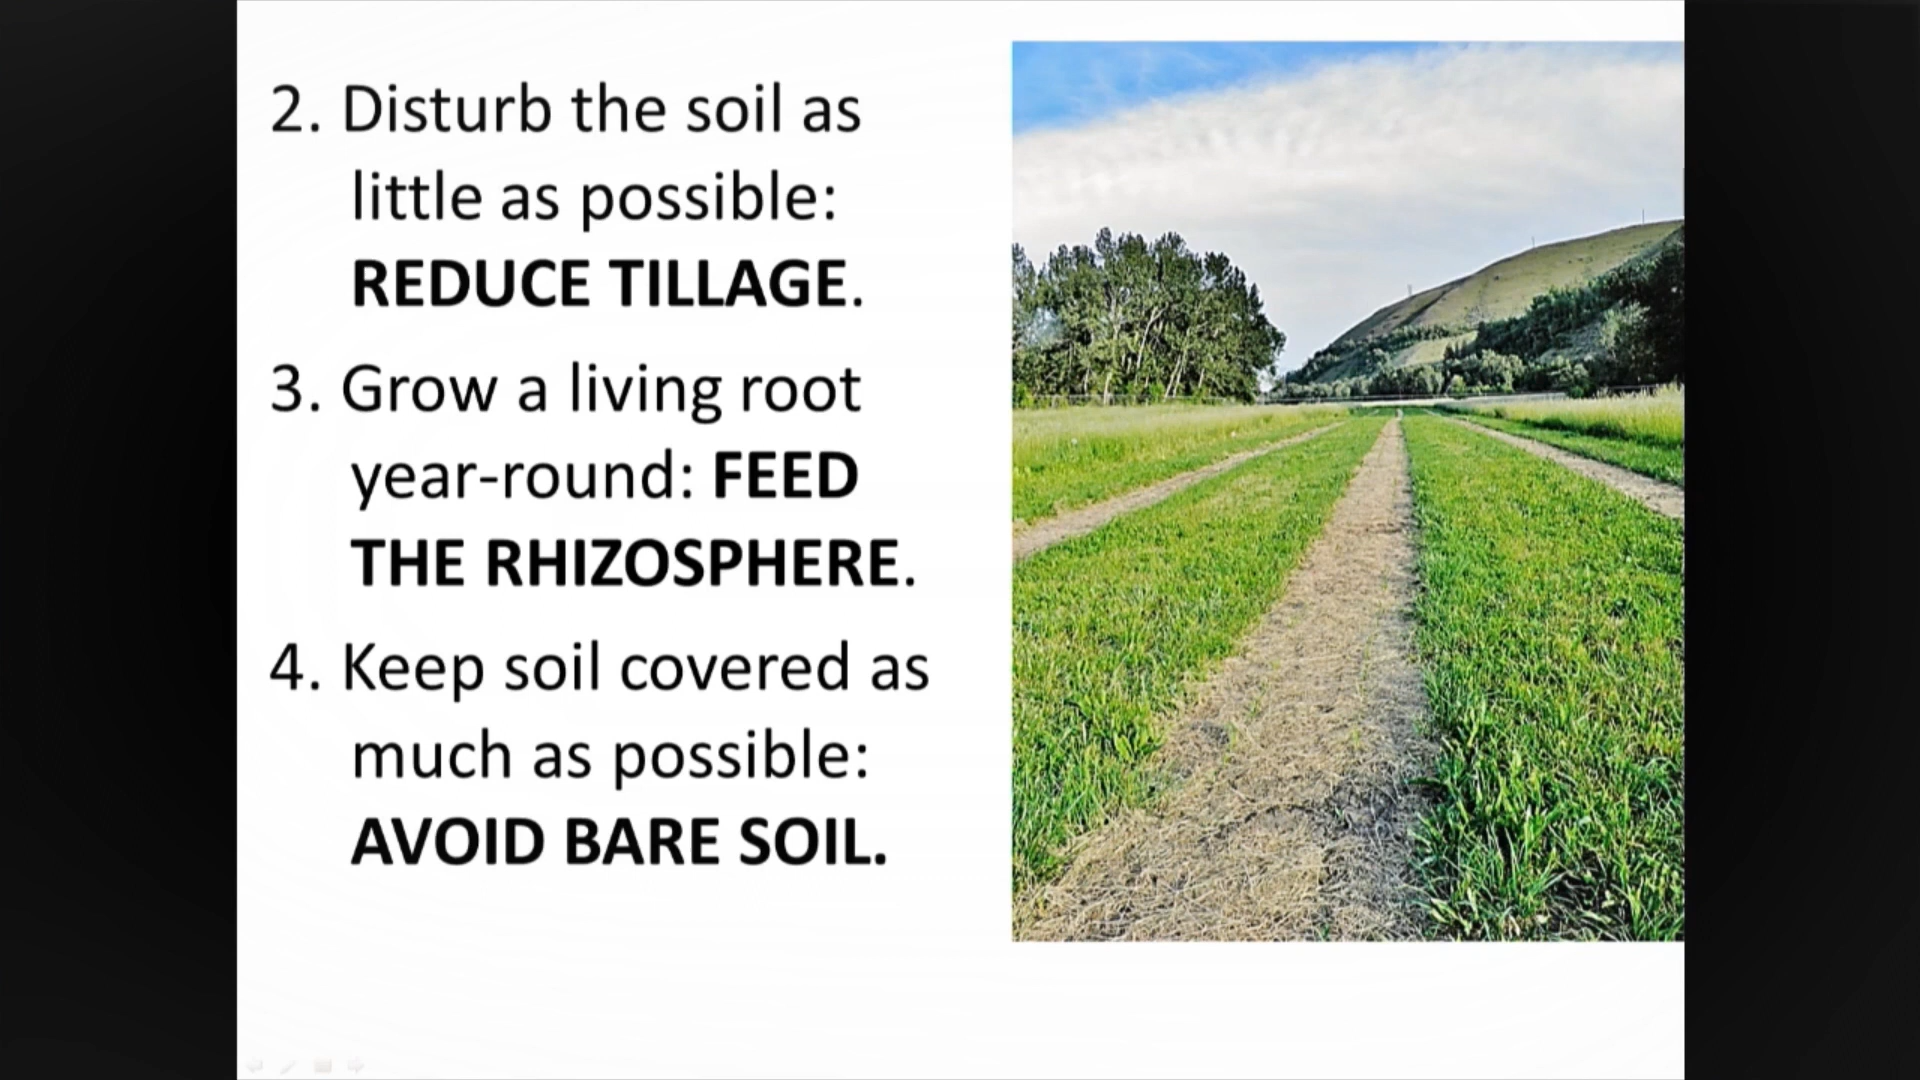 2. Disturb the soil as
little as possible:
REDUCE TILLAGE.
3. Grow a living root
year-round: FEED
THE RHIZOSPHERE.
4. Keep soil covered as
much as possible:
AVOID BARE SOIL.